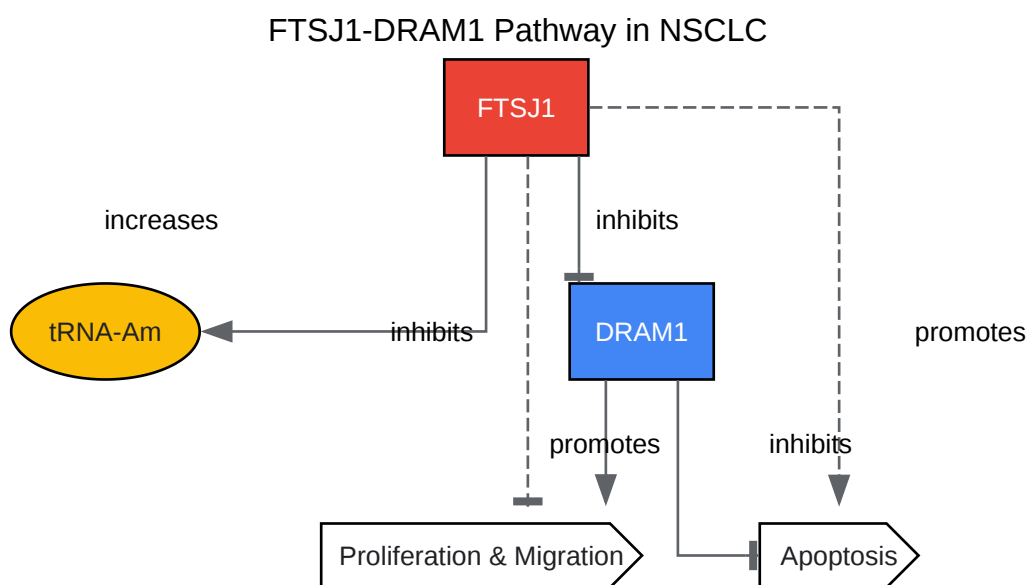 FTSJ1-DRAM1 Pathway in NSCLC
FTSJ1
increases
inhibits
tRNA-Am
inhibits
DRAM1
promotes
promotes
inhibits
Proliferation & Migration
Apoptosis